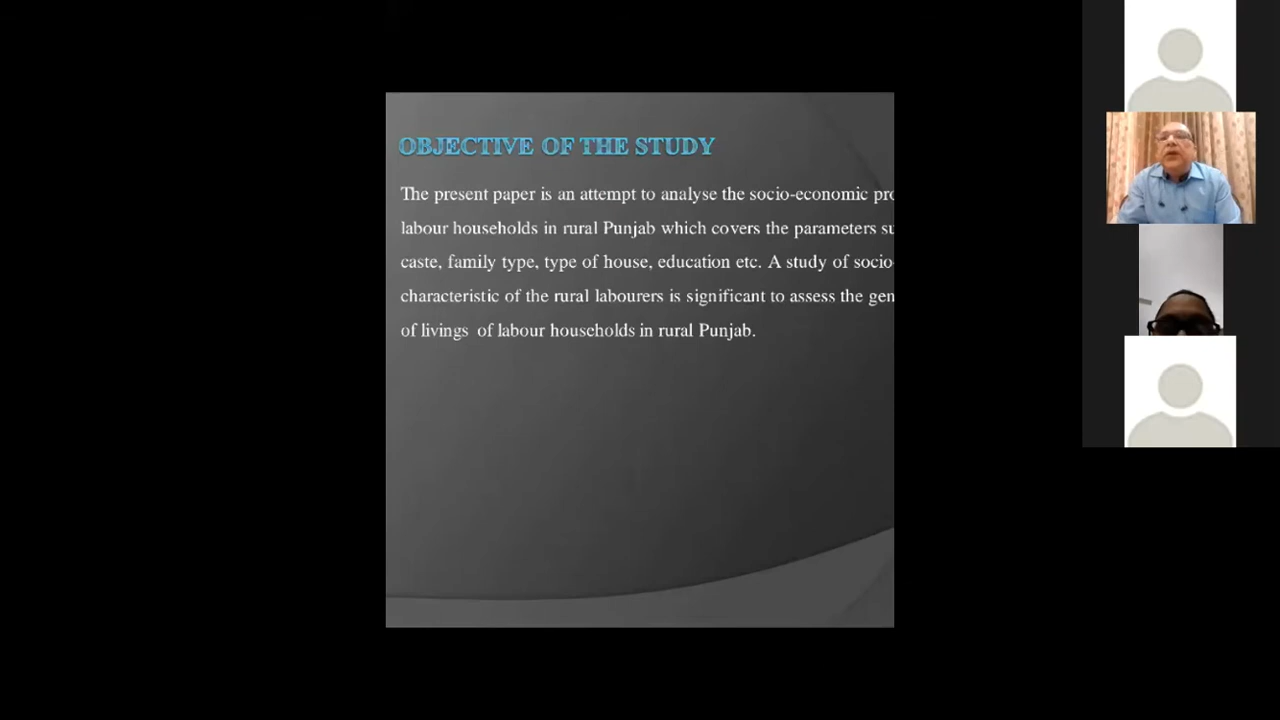 OBJECTIVE OF THE STUDY
The present paper is an attempt to analyse the socio-economic
labour households in rural Punjab which covers the parameters
caste, family type, type of house, education etc. A study of socio-
characteristic of the rural labourers is significant to assess the
of livings of labour households in rural Punjab.